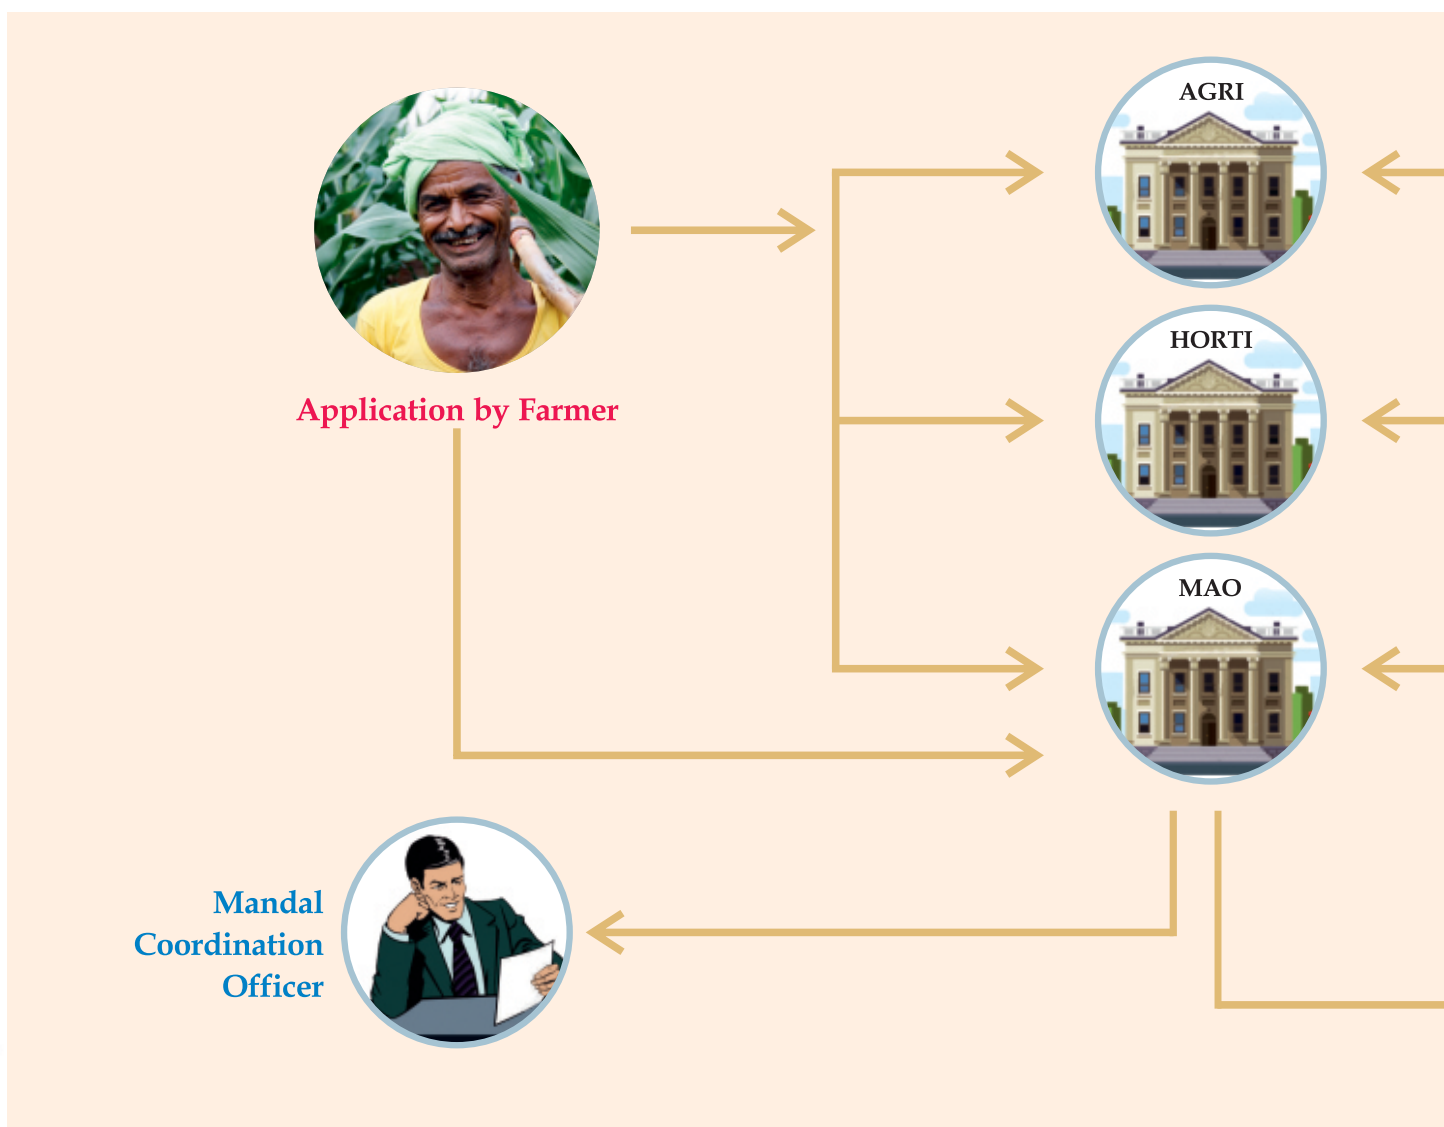 AGRI
HORTI
Application by Farmer
MAO
Mandal
Coordination
Officer